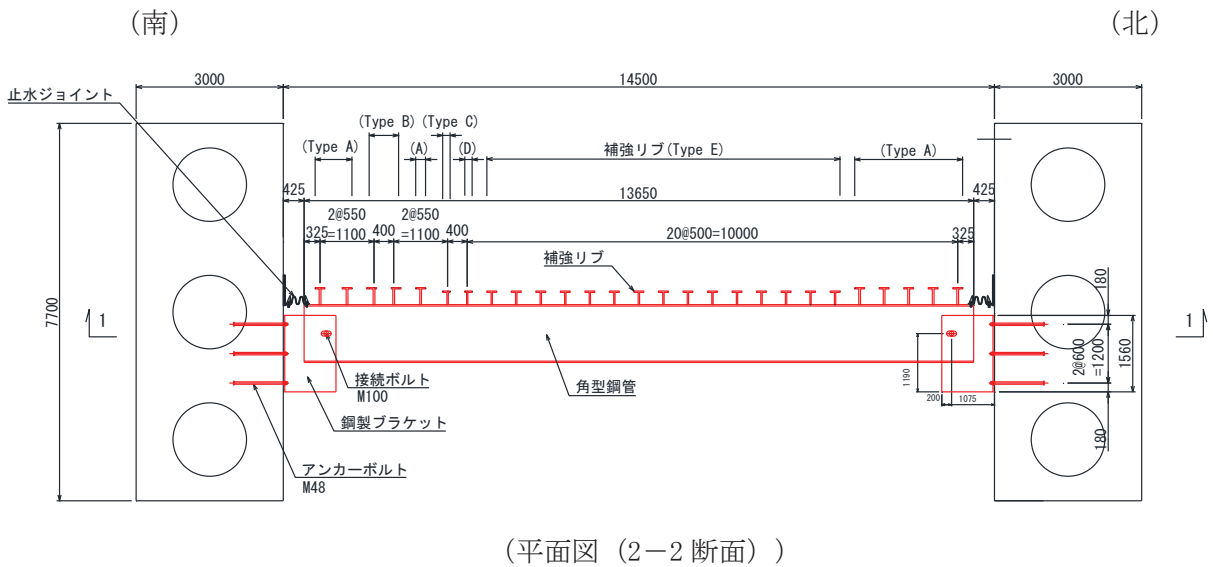 (南)
(北)
3000
14500
3000
止水ジョイント
(Type B)
(Type C)
(Type A)
(A)
(D)
補強リブ(Type E)
(Type A)
425
13650
425
2@550
=1100
2@550
=1100
325
400
400
20@500=10000
325
補強リブ
180
7700
1
1
2@600
=1200
1560
1190
接続ボルト
M100
角型鋼管
200
1075
鋼製ブラケット
180
アンカーボルト
M48
(平面図（2－2 断面）)